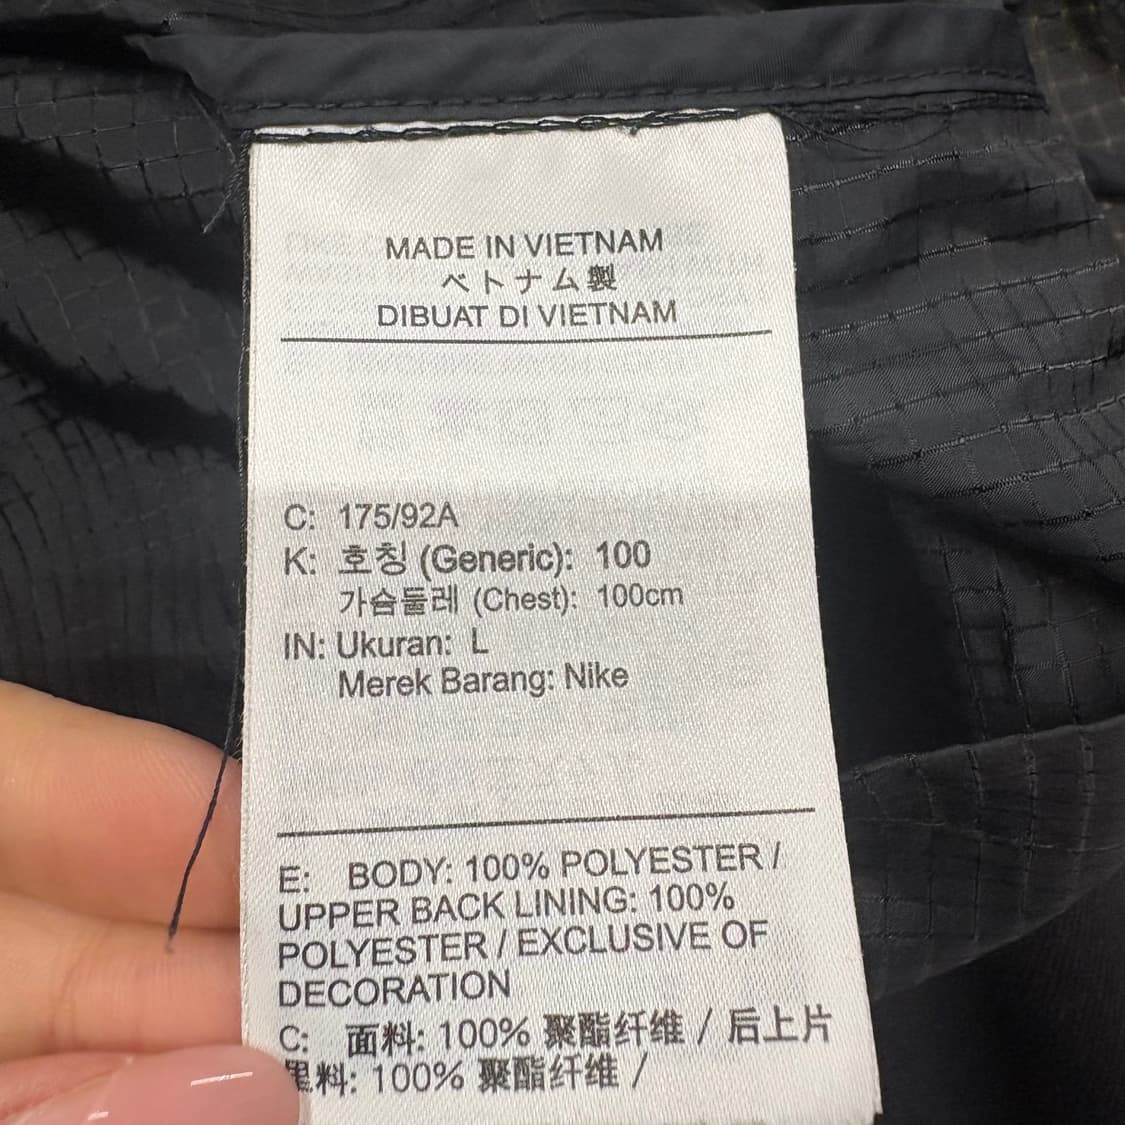 MADE IN VIETNAM
ベトナム製
DIBUAT DI VIETNAM
C: 175/92A
K: 호칭 (Generic): 100
가슴둘레 (Chest): 100cm
IN: Ukuran: L
Merek Barang: Nike
E: BODY: 100% POLYESTER /
UPPER BACK LINING: 100%
POLYESTER / EXCLUSIVE OF
DECORATION
C: 面料: 100% 聚酯纤维 / 后上片
里料: 100% 聚酯纤维 /